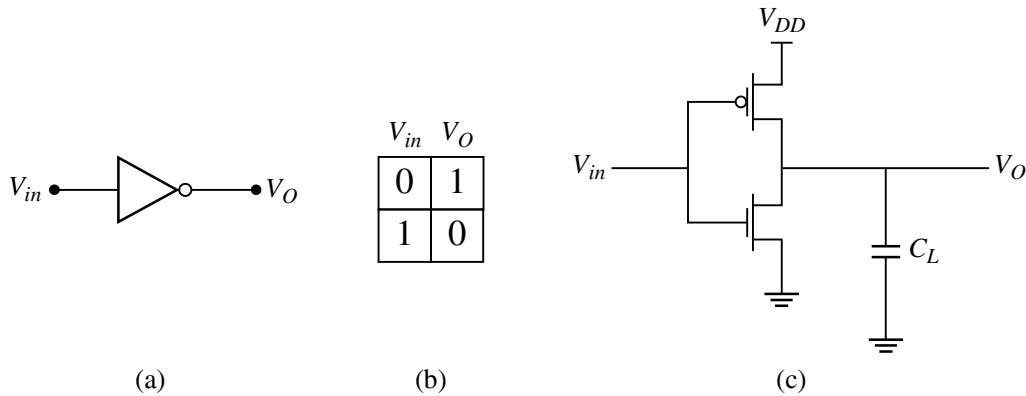 V_in V_O
V_in V_O
0 1
1 0
V_DD
V_in V_O
C_L
(a) (b) (c)